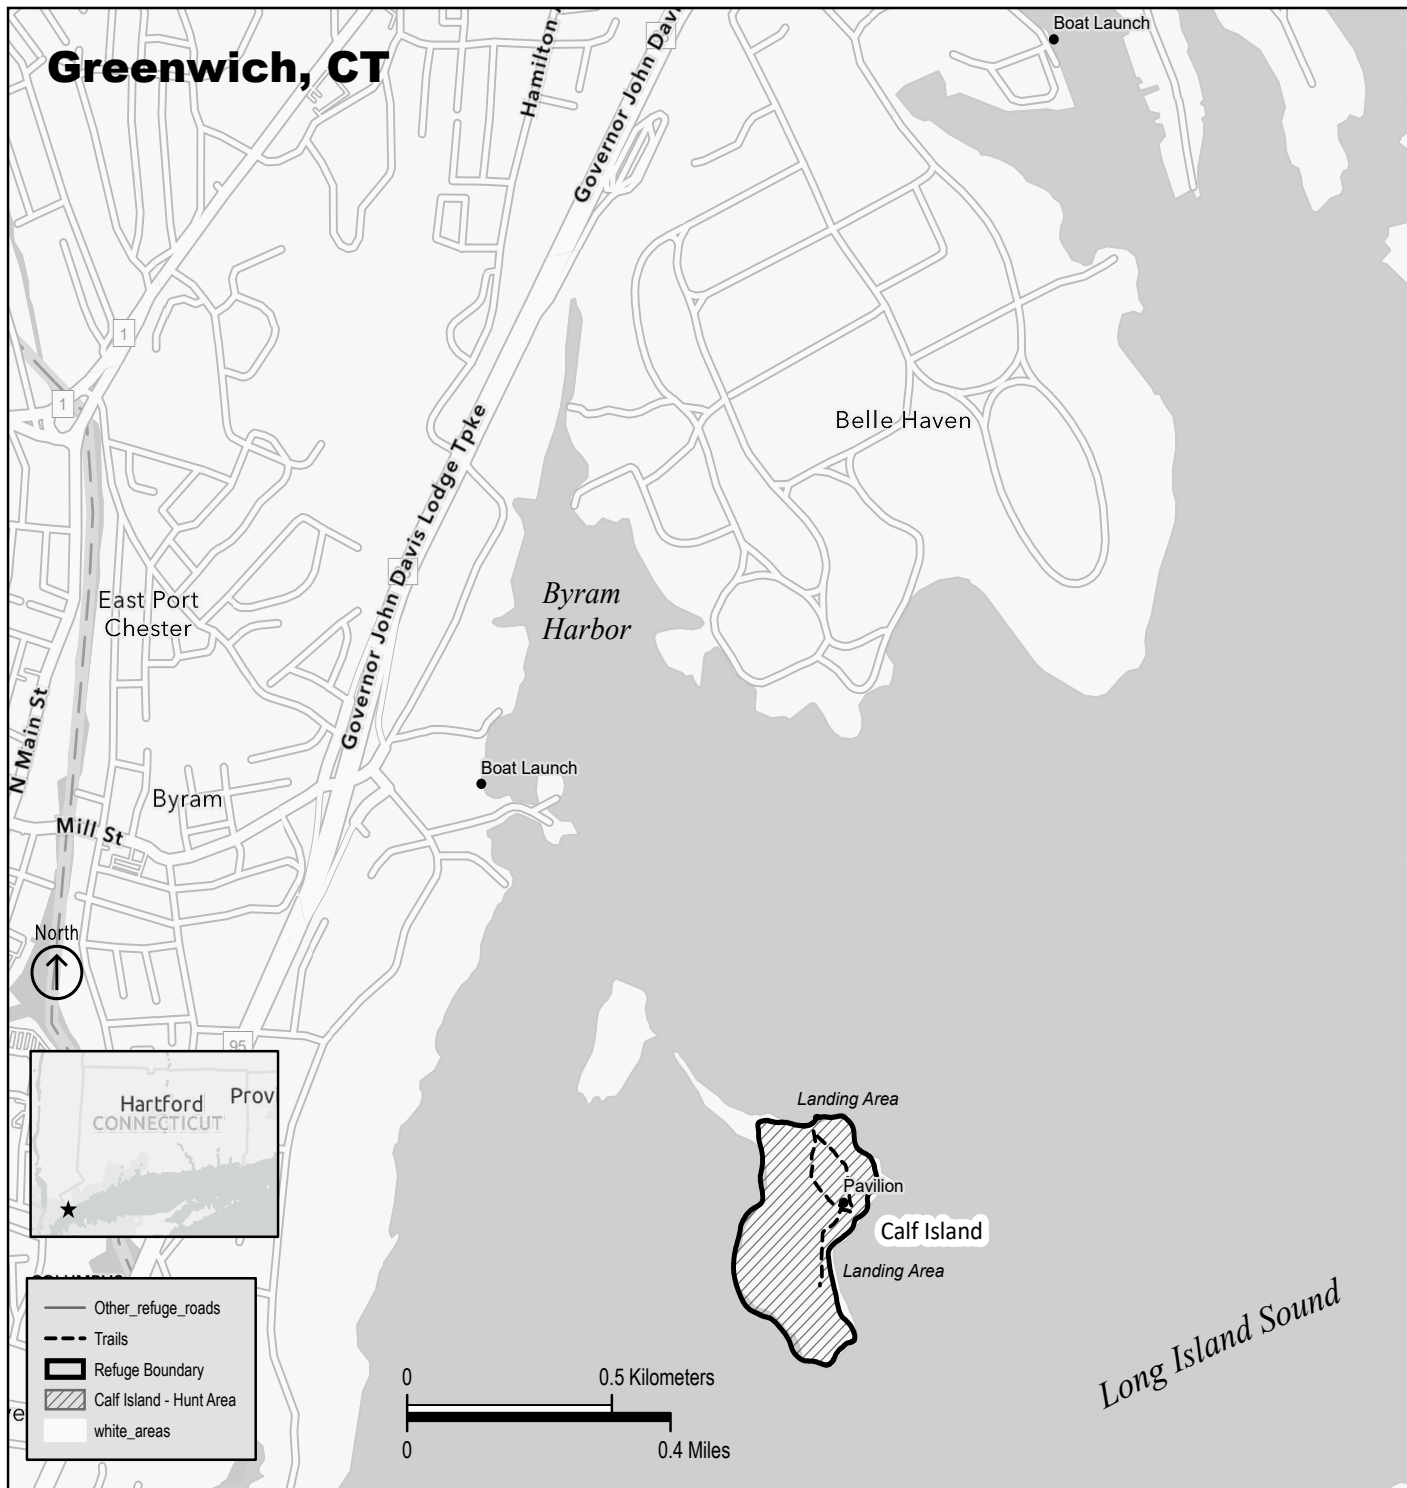 Boat Launch
Greenwich, CT
Hamilton
Governor John Davi
1
1
Belle Haven
Governor John Davis Lodge Tpke
East Port
Chester
Byram
Harbor
N Main St
Boat Launch
Byram
Mill St
North
95
Hartford
Prov
CONNECTICUT
Landing Area
Pavilion
Calf Island
Landing Area
Long Island Sound
Other_refuge_roads
Trails
Refuge Boundary
Calf Island - Hunt Area
white_areas
0
0.5 Kilometers
0
0.4 Miles